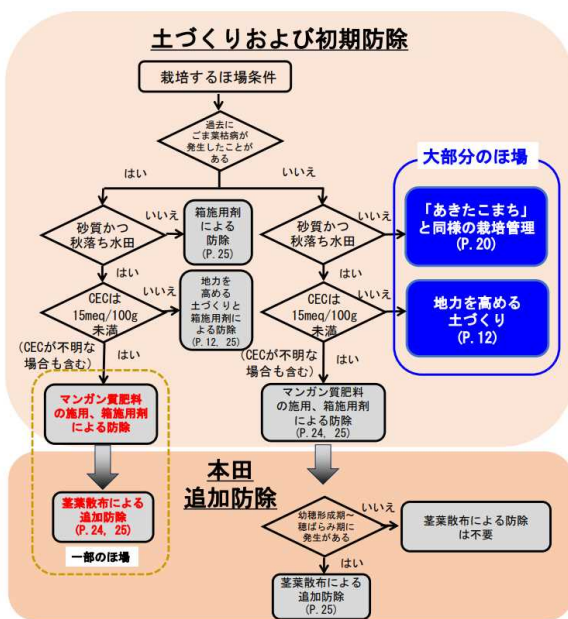 土づくりおよび初期防除
栽培するほ場条件
過去に
ごま葉枯病が
発生したことが
ある
はい
いいえ
大部分のほ場
砂質かつ
秋落ち水田
いいえ
箱施用剤
による
防除
(P.25)
砂質かつ
秋落ち水田
いいえ
「あきたこまち」
と同様の栽培管理
(P.20)
はい
はい
CECは
15meq/100g
未満
いいえ
地力を
高める
土づくりと
箱施用剤に
よる防除
(P.12, 25)
CECは
15meq/100g
未満
いいえ
地力を高める
土づくり
(P.12)
(CECが不明な
場合も含む)
はい
(CECが不明な
場合も含む)
はい
マンガン質肥料
の施用、箱施用剤
による防除
マンガン質肥料
の施用、箱施用剤
による防除
(P.24, 25)
本田
追加防除
茎葉散布による
追加防除
(P.24, 25)
一部のほ場
幼穂形成期~
穂ばらみ期に
発生がある
いいえ
茎葉散布による防除
は不要
はい
茎葉散布による
追加防除
(P.25)